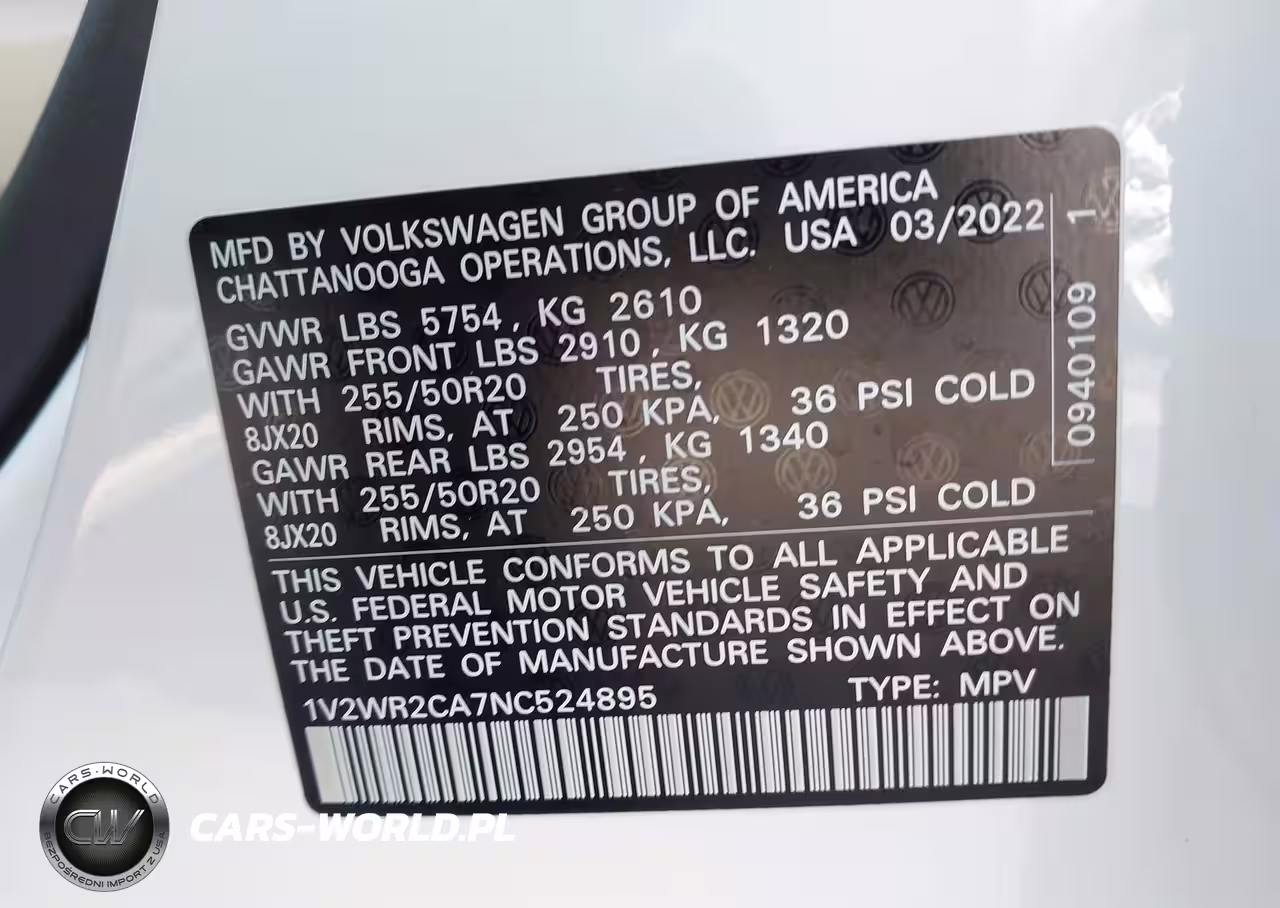 MFD BY VOLKSWAGEN GROUP OF AMERICA
CHATTANOOGA OPERATIONS, LLC. USA 03/2022
GVWR LBS 5754, KG 2610
GAWR FRONT LBS 2910, KG 1320
WITH 255/50R20 TIRES,
8JX20 RIMS, AT 250 KPA, 36 PSI COLD
GAWR REAR LBS 2954, KG 1340
WITH 255/50R20 TIRES,
8JX20 RIMS, AT 250 KPA, 36 PSI COLD
THIS VEHICLE CONFORMS TO ALL APPLICABLE
U.S. FEDERAL MOTOR VEHICLE SAFETY AND
THEFT PREVENTION STANDARDS IN EFFECT ON
THE DATE OF MANUFACTURE SHOWN ABOVE.
1V2WR2CA7NC524895 TYPE: MPV
0940109 1
CARS-WORLD
CW
BEZPOŚREDNI IMPORT Z USA
CARS-WORLD.PL